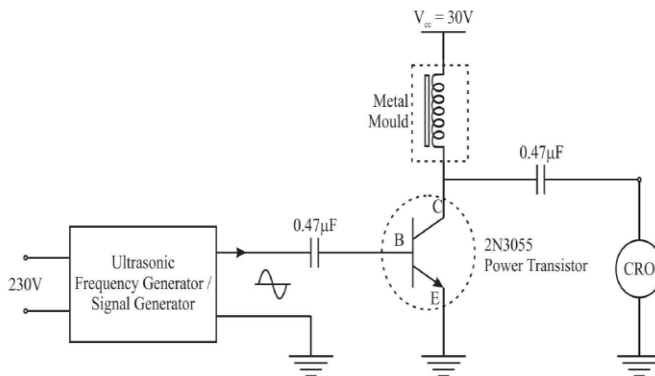 V_cc = 30V
Metal
Mould
0.47μF
C
0.47μF
B
2N3055
Power Transistor
Ultrasonic
Frequency Generator /
Signal Generator
230V
CRO
E